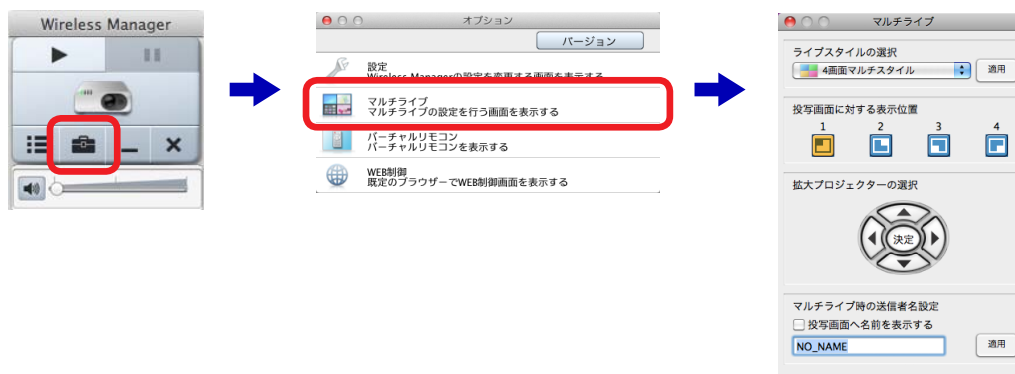 Wireless Manager
オプション
バージョン
設定
Wireless Managerの設定を変更する画面を表示する
マルチライブ
マルチライブの設定を行う画面を表示する
バーチャルリモコン
バーチャルリモコンを表示する
WEB制御
既定のブラウザーでWEB制御画面を表示する
マルチライブ
ライブスタイルの選択
4画面マルチスタイル 適用
投写画面に対する表示位置
1 2 3 4
拡大プロジェクターの選択
決定
マルチライブ時の送信者名設定
投写画面へ名前を表示する
NO_NAME 適用